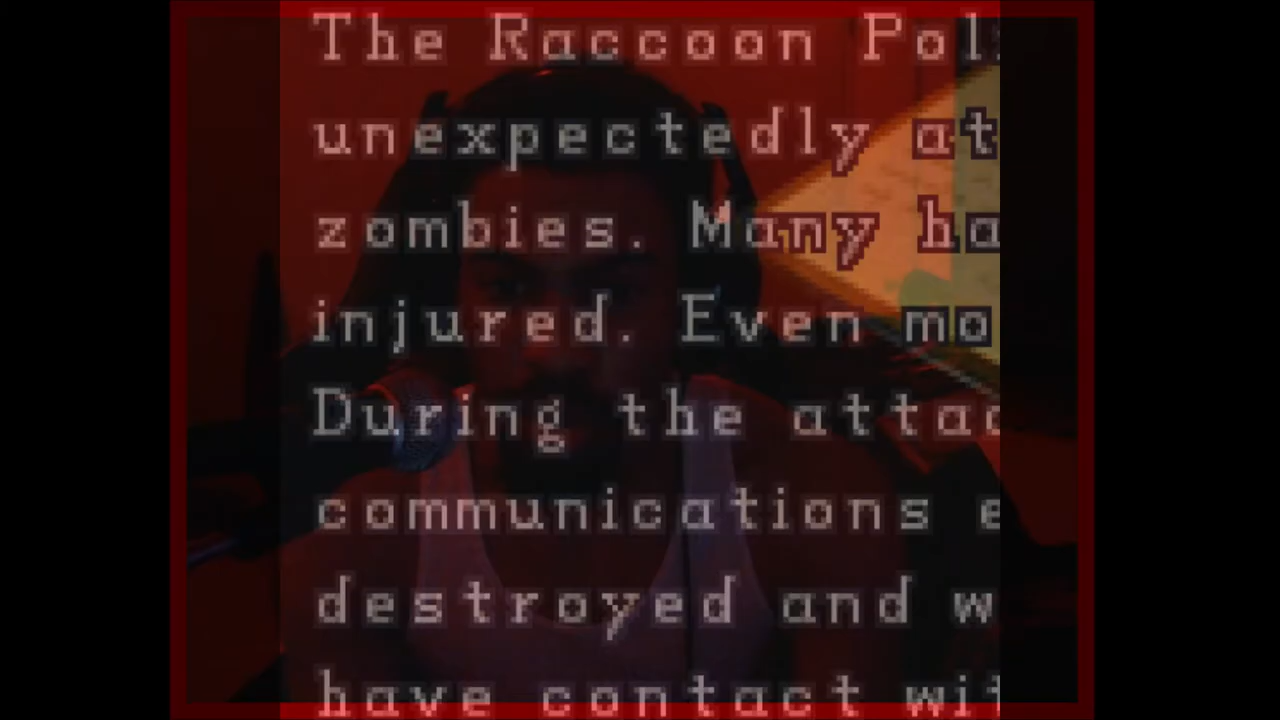 The Raccoon Pol
unexpectedly at
zombies. Many ha
injured. Even mo
During the attac
communications e
destroyed and w
have contact wit